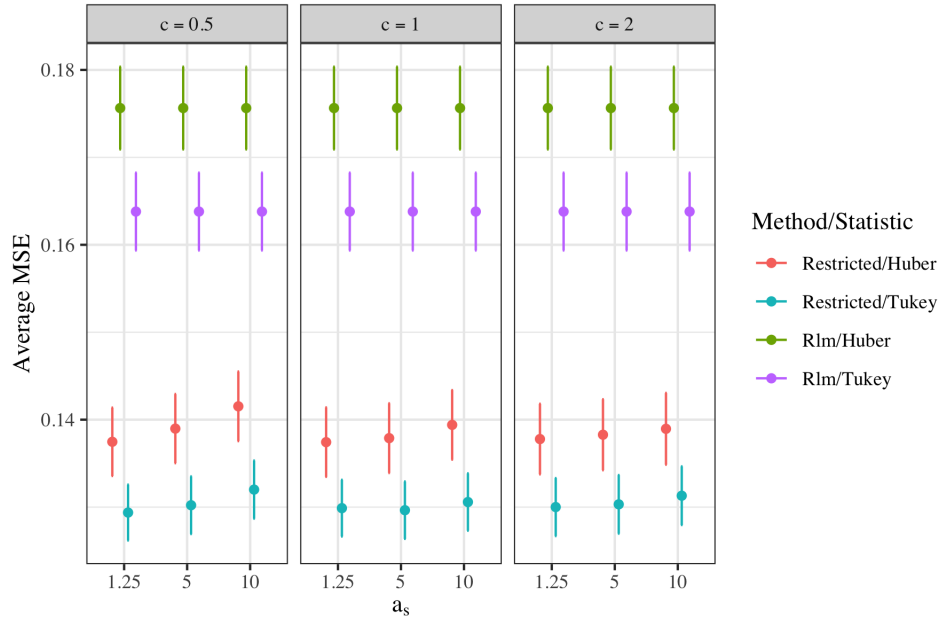 c = 0.5 c = 1 c = 2
0.18
0.16
0.14
Average MSE
1.25 5 10 1.25 5 10 1.25 5 10
aₛ
Method/Statistic
Restricted/Huber
Restricted/Tukey
Rlm/Huber
Rlm/Tukey